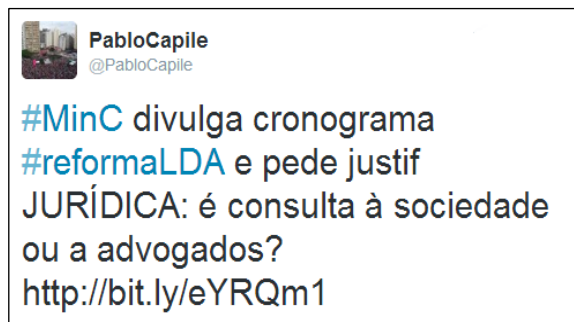 PabloCapile
@PabloCapile
#MinC divulga cronograma
#reformaLDA e pede justif
JURÍDICA: é consulta à sociedade
ou a advogados?
http://bit.ly/eYRQm1